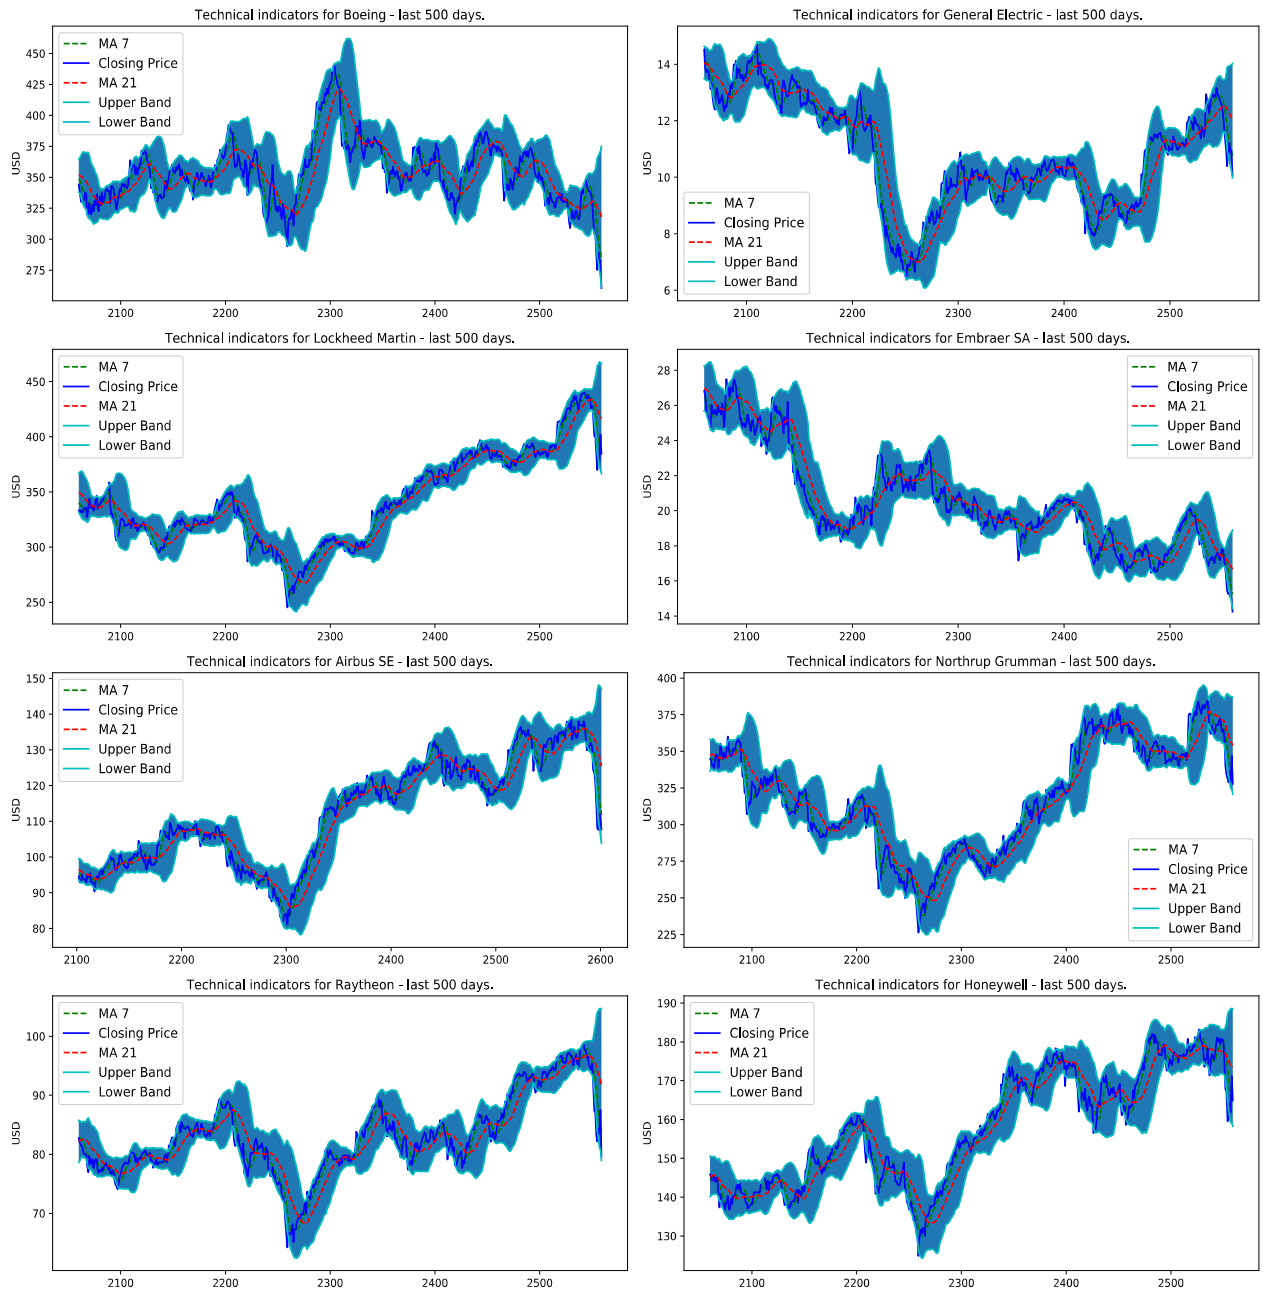 Technical indicators for Boeing - last 500 days.
USD
450
425
400
375
350
325
300
275
MA 7
Closing Price
MA 21
Upper Band
Lower Band
2100 2200 2300 2400 2500
Technical indicators for General Electric - last 500 days.
USD
14
12
10
8
6
MA 7
Closing Price
MA 21
Upper Band
Lower Band
2100 2200 2300 2400 2500
Technical indicators for Lockheed Martin - last 500 days.
USD
450
400
350
300
250
MA 7
Closing Price
MA 21
Upper Band
Lower Band
2100 2200 2300 2400 2500
Technical indicators for Embraer SA - last 500 days.
USD
28
26
24
22
20
18
16
14
MA 7
Closing Price
MA 21
Upper Band
Lower Band
2100 2200 2300 2400 2500
Technical indicators for Airbus SE - last 500 days.
USD
150
140
130
120
110
100
90
80
MA 7
Closing Price
MA 21
Upper Band
Lower Band
2100 2200 2300 2400 2500 2600
Technical indicators for Northrup Grumman - last 500 days.
USD
400
375
350
325
300
275
250
225
MA 7
Closing Price
MA 21
Upper Band
Lower Band
2100 2200 2300 2400 2500
Technical indicators for Raytheon - last 500 days.
USD
100
90
80
70
MA 7
Closing Price
MA 21
Upper Band
Lower Band
2100 2200 2300 2400 2500
Technical indicators for Honeywell - last 500 days.
USD
190
180
170
160
150
140
130
MA 7
Closing Price
MA 21
Upper Band
Lower Band
2100 2200 2300 2400 2500